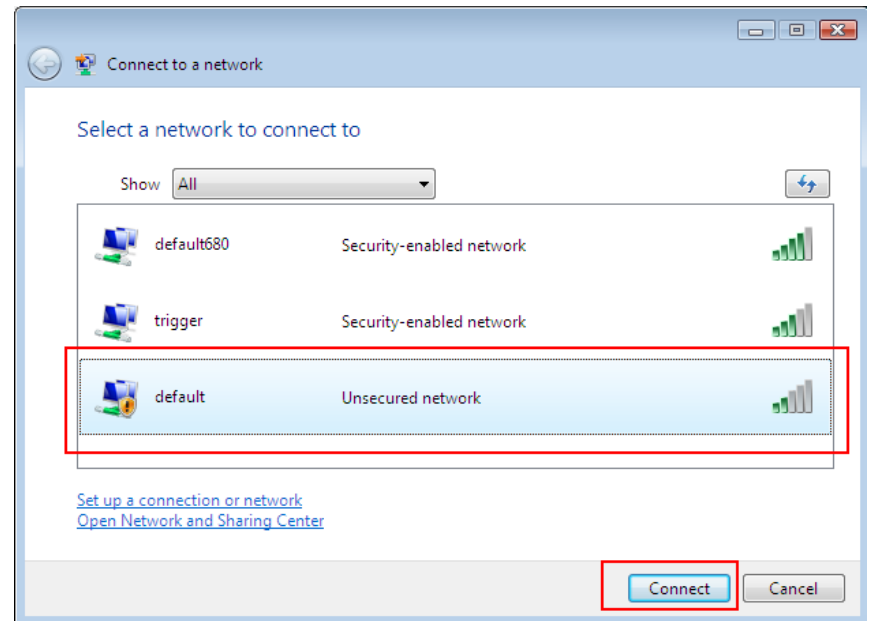 Connect to a network
Select a network to connect to
Show All
default680 Security-enabled network
trigger Security-enabled network
default Unsecured network
Set up a connection or network
Open Network and Sharing Center
Connect Cancel